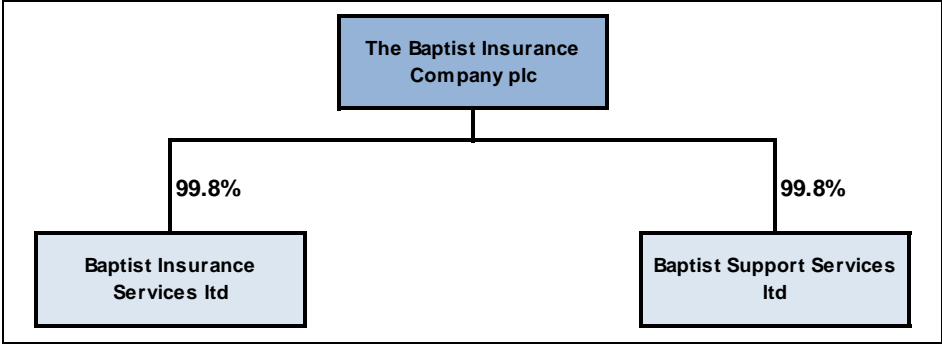 The Baptist Insurance
Company plc
99.8%
99.8%
Baptist Insurance
Services ltd
Baptist Support Services
ltd